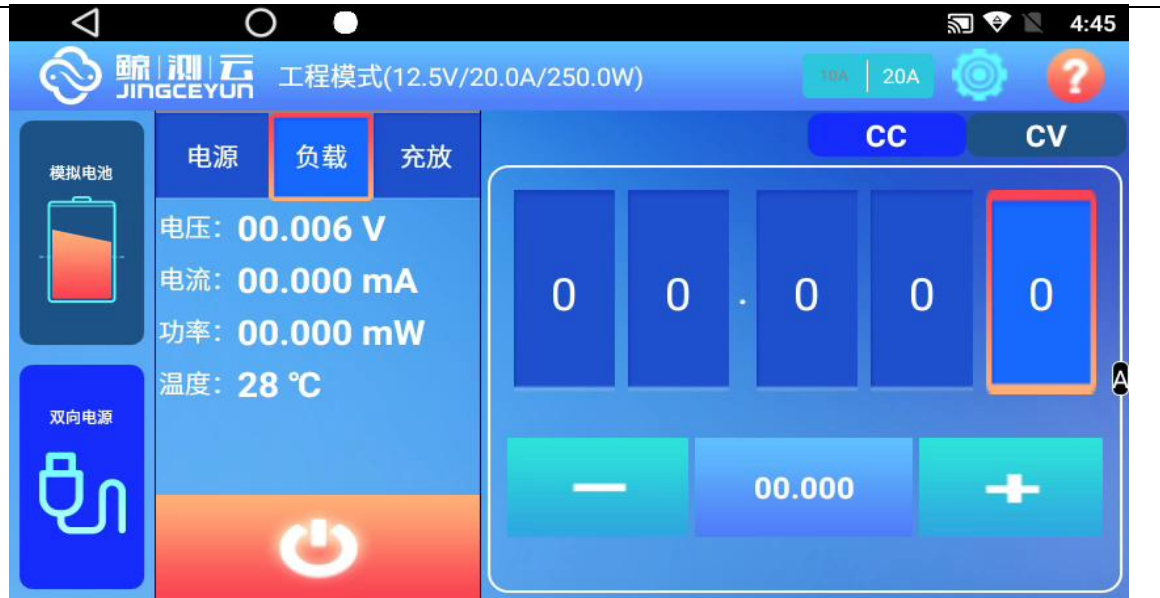 4:45
鲸测云
JINGCEYUN
工程模式(12.5V/20.0A/250.0W)
10A
20A
模拟电池
双向电源
电源
负载
充放
电压: 00.006 V
电流: 00.000 mA
功率: 00.000 mW
温度: 28 ℃
CC
CV
0 0 . 0 0 0
A
00.000